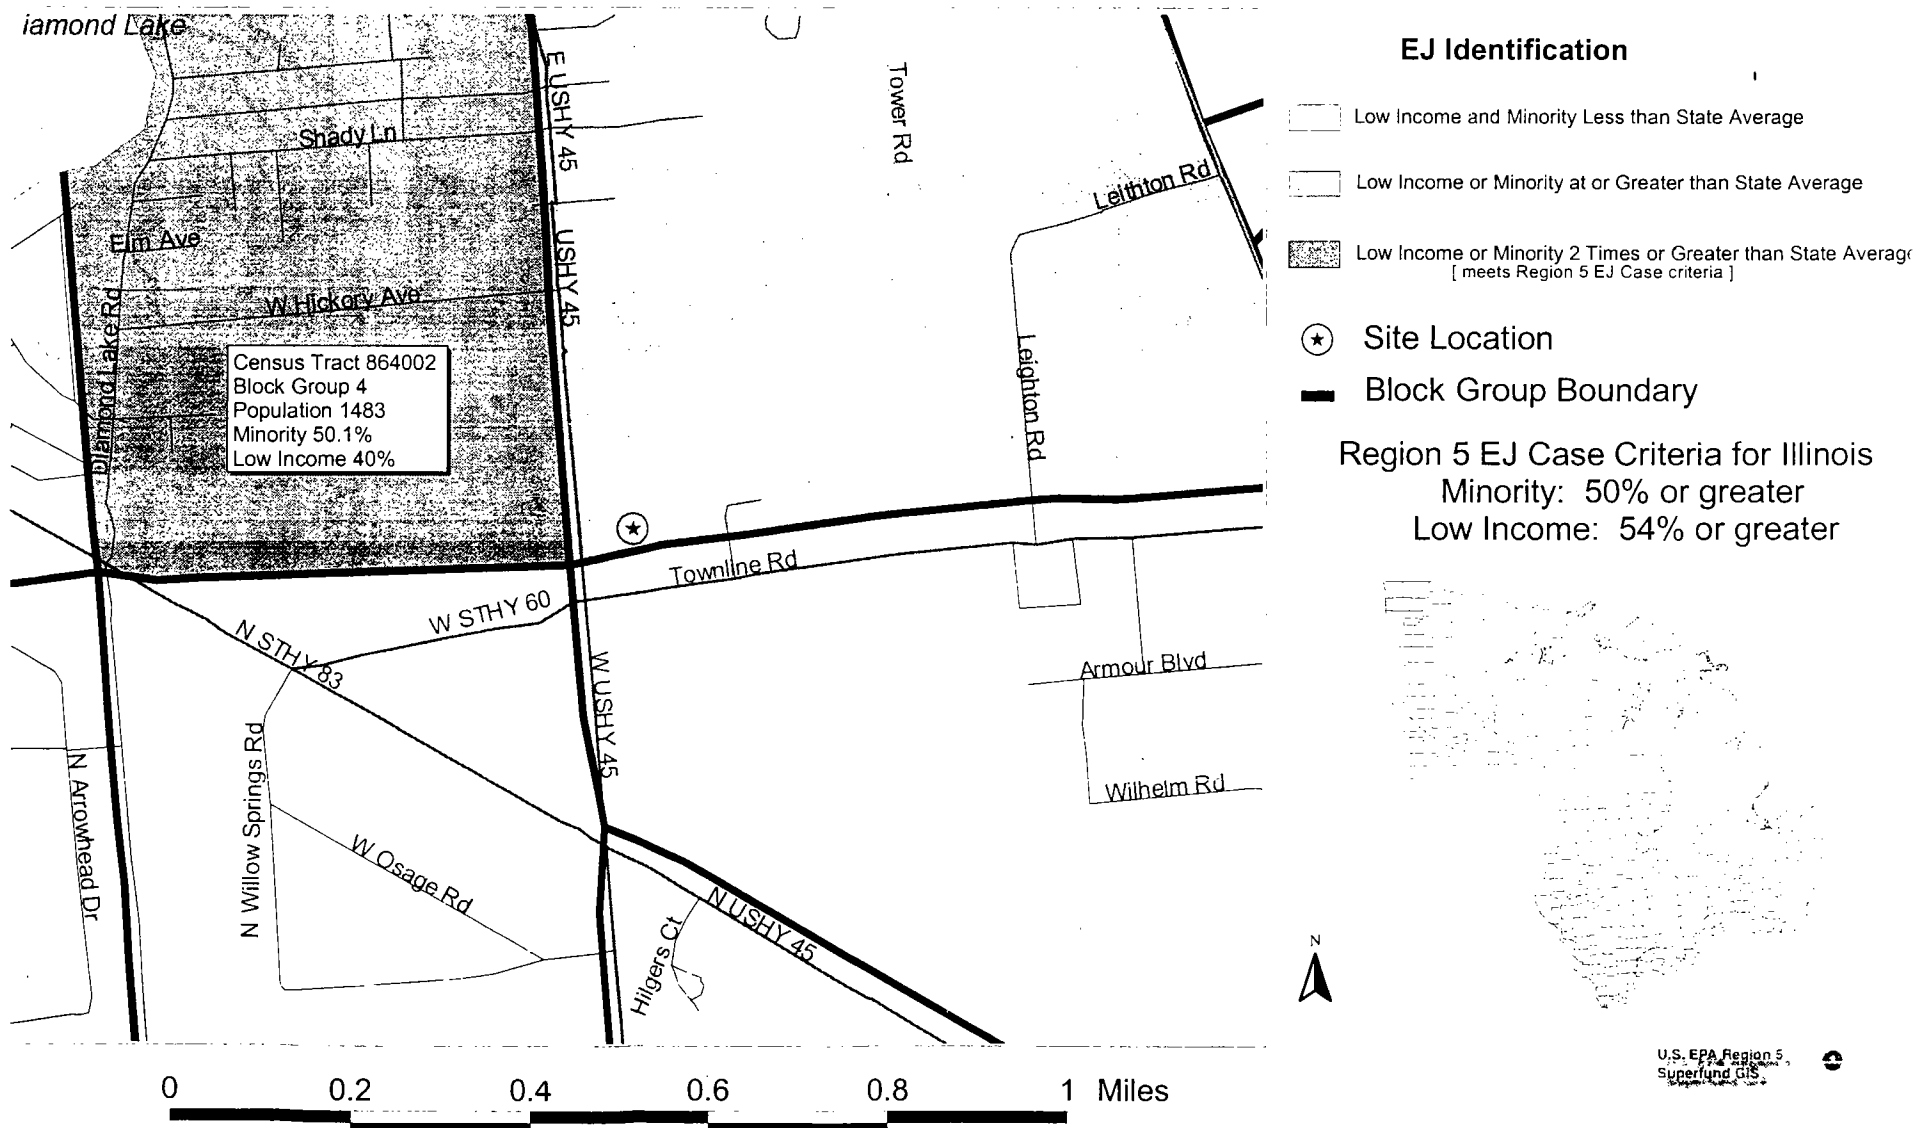 iamond Lake
E USHY 45
Tower Rd
Shady Ln
Leithton Rd
Elm Ave
USHY 45
W Hickory Ave
Diamond Lake Rd
Leighton Rd
Census Tract 864002
Block Group 4
Population 1483
Minority 50.1%
Low Income 40%
Townline Rd
W STHY 60
N STHY 83
W USHY 45
Armour Blvd
N Willow Springs Rd
N Arrowhead Dr
Wilhelm Rd
W Osage Rd
N USHY 45
Hilgers Ct
0 0.2 0.4 0.6 0.8 1 Miles
EJ Identification
Low Income and Minority Less than State Average
Low Income or Minority at or Greater than State Average
Low Income or Minority 2 Times or Greater than State Averag
[ meets Region 5 EJ Case criteria ]
Site Location
Block Group Boundary
Region 5 EJ Case Criteria for Illinois
Minority: 50% or greater
Low Income: 54% or greater
N
U.S. EPA Region 5
Superfund GIS